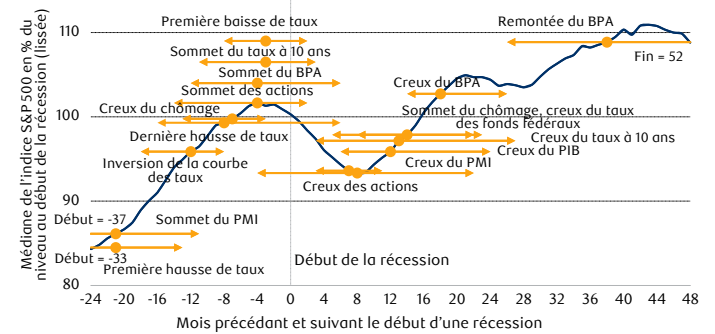 Médiane de l'indice S&P 500 en % du
niveau au début de la récession (lissée)
110
100
90
80
Première baisse de taux
Sommet du taux à 10 ans
Sommet du BPA
Sommet des actions
Creux du chômage
Dernière hausse de taux
Inversion de la courbe
des taux
Début = -37
Sommet du PMI
Début = -33
Première hausse de taux
Remontée du BPA
Fin = 52
Creux du BPA
Sommet du chômage, creux du taux
des fonds fédéraux
Creux du taux à 10 ans
Creux du PIB
Creux du PMI
Creux des actions
Début de la récession
-24 -20 -16 -12 -8 -4 0 4 8 12 16 20 24 28 32 36 40 44 48
Mois précédant et suivant le début d'une récession